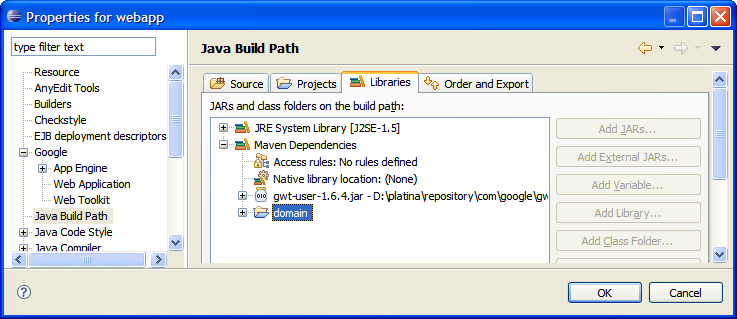 Properties for webapp
type filter text
Resource
AnyEdit Tools
Builders
Checkstyle
EJB deployment descriptors
Google
App Engine
Web Application
Web Toolkit
Java Build Path
Java Code Style
Java Compiler
Java Build Path
Source
Projects
Libraries
Order and Export
JARs and class folders on the build path:
JRE System Library [J2SE-1.5]
Maven Dependencies
Access rules: No rules defined
Native library location: (None)
gwt-user-1.6.4.jar - D:\platina\repository\com\google\gw
domain
Add JARs...
Add External JARs...
Add Variable...
Add Library...
Add Class Folder...
?
OK
Cancel